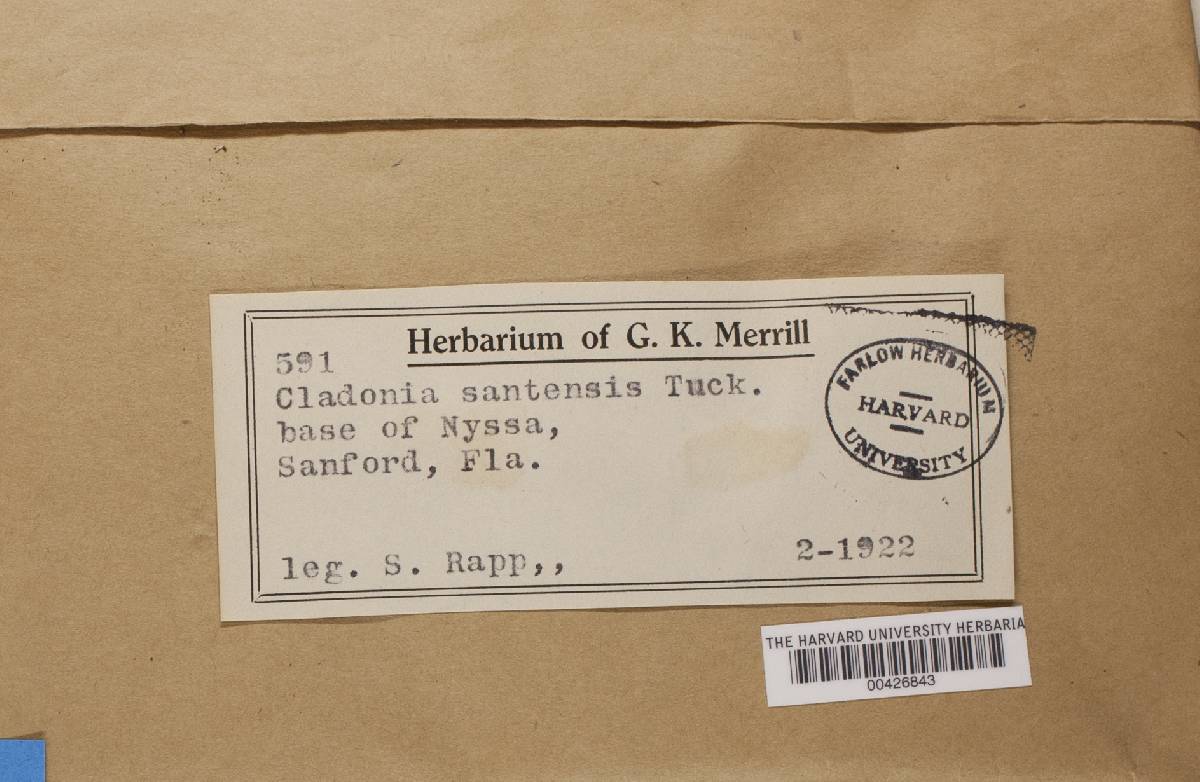 Herbarium of G. K. Merrill
591
Cladonia santensis Tuck.
base of Nyssa,
Sanford, Fla.
leg. S. Rapp,,
2-1922
FARLOW HERBARIUM
HARVARD
UNIVERSITY
THE HARVARD UNIVERSITY HERBARIA
00426843